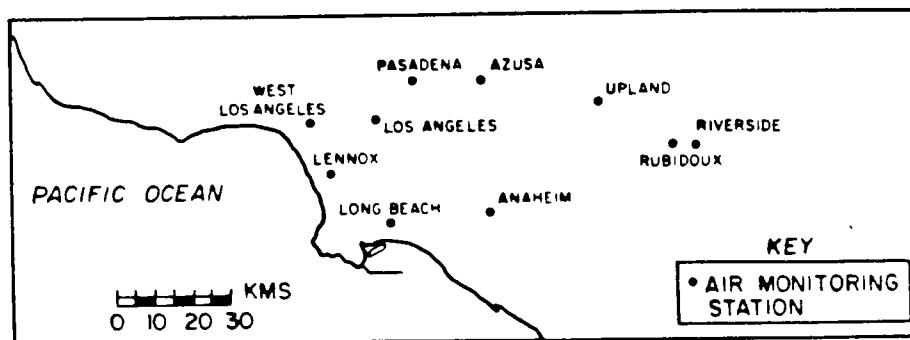 PASADENA
AZUSA
WEST
LOS ANGELES
UPLAND
LOS ANGELES
RIVERSIDE
RUBIDOUX
LENNOX
PACIFIC OCEAN
LONG BEACH
ANAHEIM
KEY
AIR MONITORING
STATION
KMS
0 10 20 30